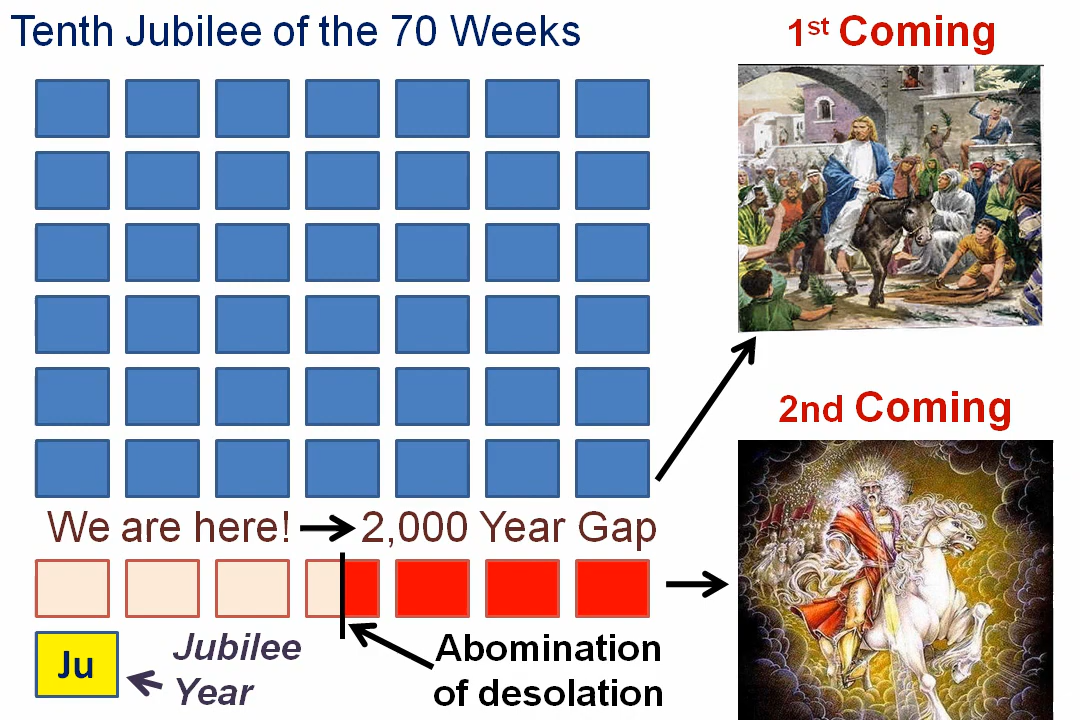 Tenth Jubilee of the 70 Weeks
1st Coming
2nd Coming
We are here!
2,000 Year Gap
Ju
Jubilee
Year
Abomination
of desolation